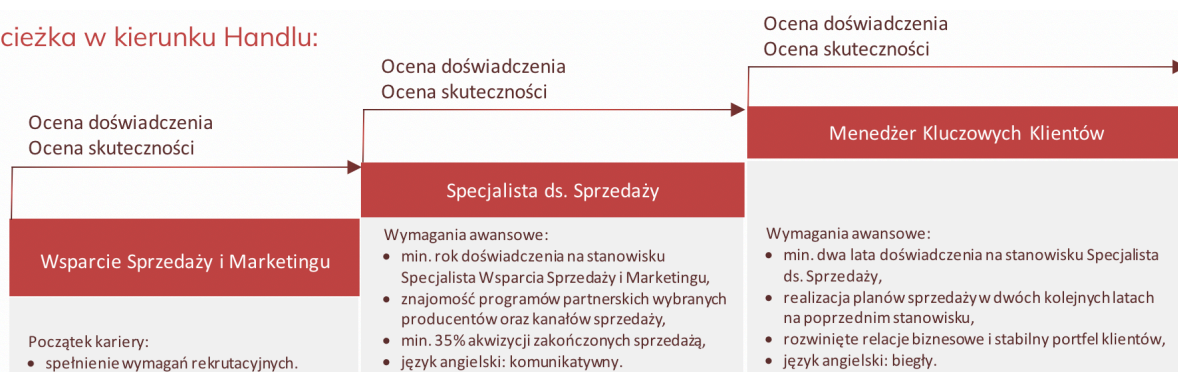 cieżka w kierunku Handlu:
Ocena doświadczenia
Ocena skuteczności
Wsparcie Sprzedaży i Marketingu
Początek kariery:
• spełnienie wymagań rekrutacyjnych.
Ocena doświadczenia
Ocena skuteczności
Specjalista ds. Sprzedaży
Wymagania awansowe:
• min. rok doświadczenia na stanowisku
Specjalista Wsparcia Sprzedaży i Marketingu,
• znajomość programów partnerskich wybranych
producentów oraz kanałów sprzedaży,
• min. 35% akwizycji zakończonych sprzedażą,
• język angielski: komunikatywny.
Ocena doświadczenia
Ocena skuteczności
Menedżer Kluczowych Klientów
Wymagania awansowe:
• min. dwa lata doświadczenia na stanowisku Specjalista
ds. Sprzedaży,
• realizacja planów sprzedaży w dwóch kolejnych latach
na poprzednim stanowisku,
• rozwinięte relacje biznesowe i stabilny portfel klientów,
• język angielski: biegły.